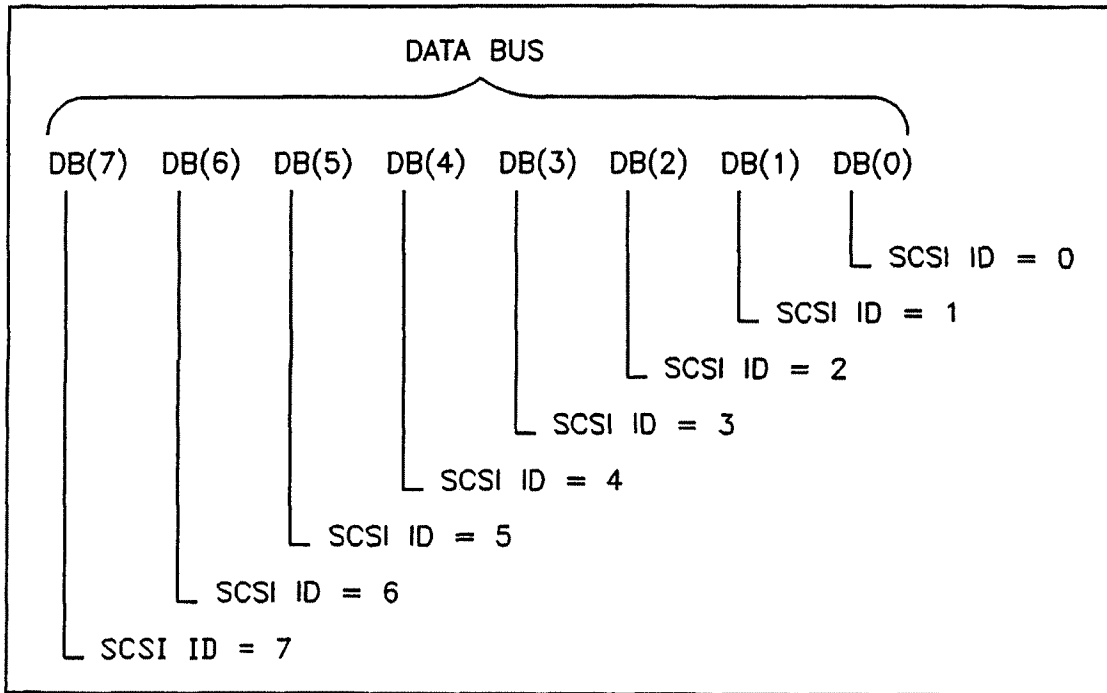 DATA BUS
DB(7) DB(6) DB(5) DB(4) DB(3) DB(2) DB(1) DB(0)
SCSI ID = 0
SCSI ID = 1
SCSI ID = 2
SCSI ID = 3
SCSI ID = 4
SCSI ID = 5
SCSI ID = 6
SCSI ID = 7